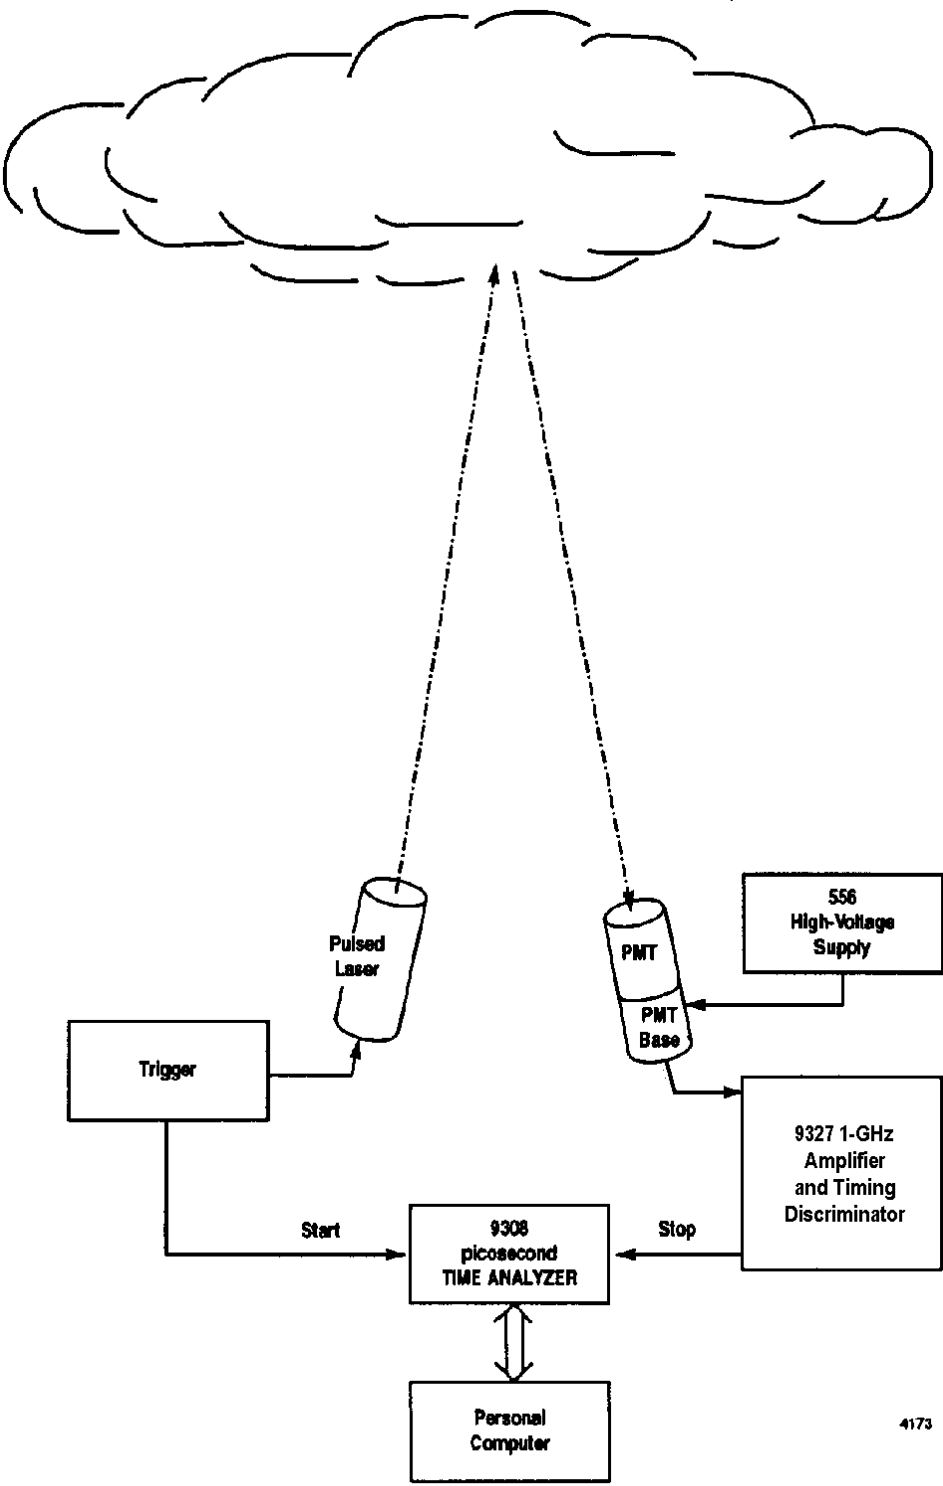 Pulsed
Laser
PMT
PMT
Base
556
High-Voltage
Supply
Trigger
9327 1-GHz
Amplifier
and Timing
Discriminator
Start
9308
picosecond
TIME ANALYZER
Stop
Personal
Computer
4173